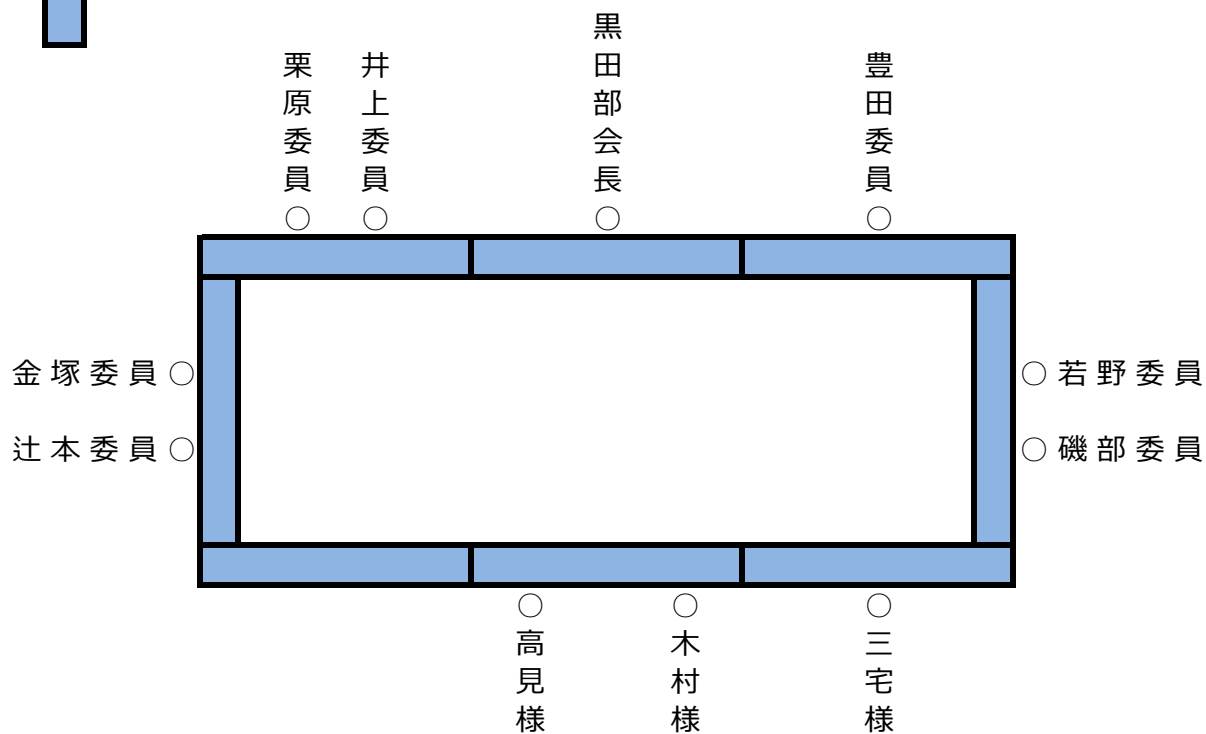 栗原委員
井上委員
黒田部会長
豊田委員
○ ○ ○ ○
金塚委員○
○若野委員
辻本委員○
○磯部委員
○ ○ ○
高見様
木村様
三宅様